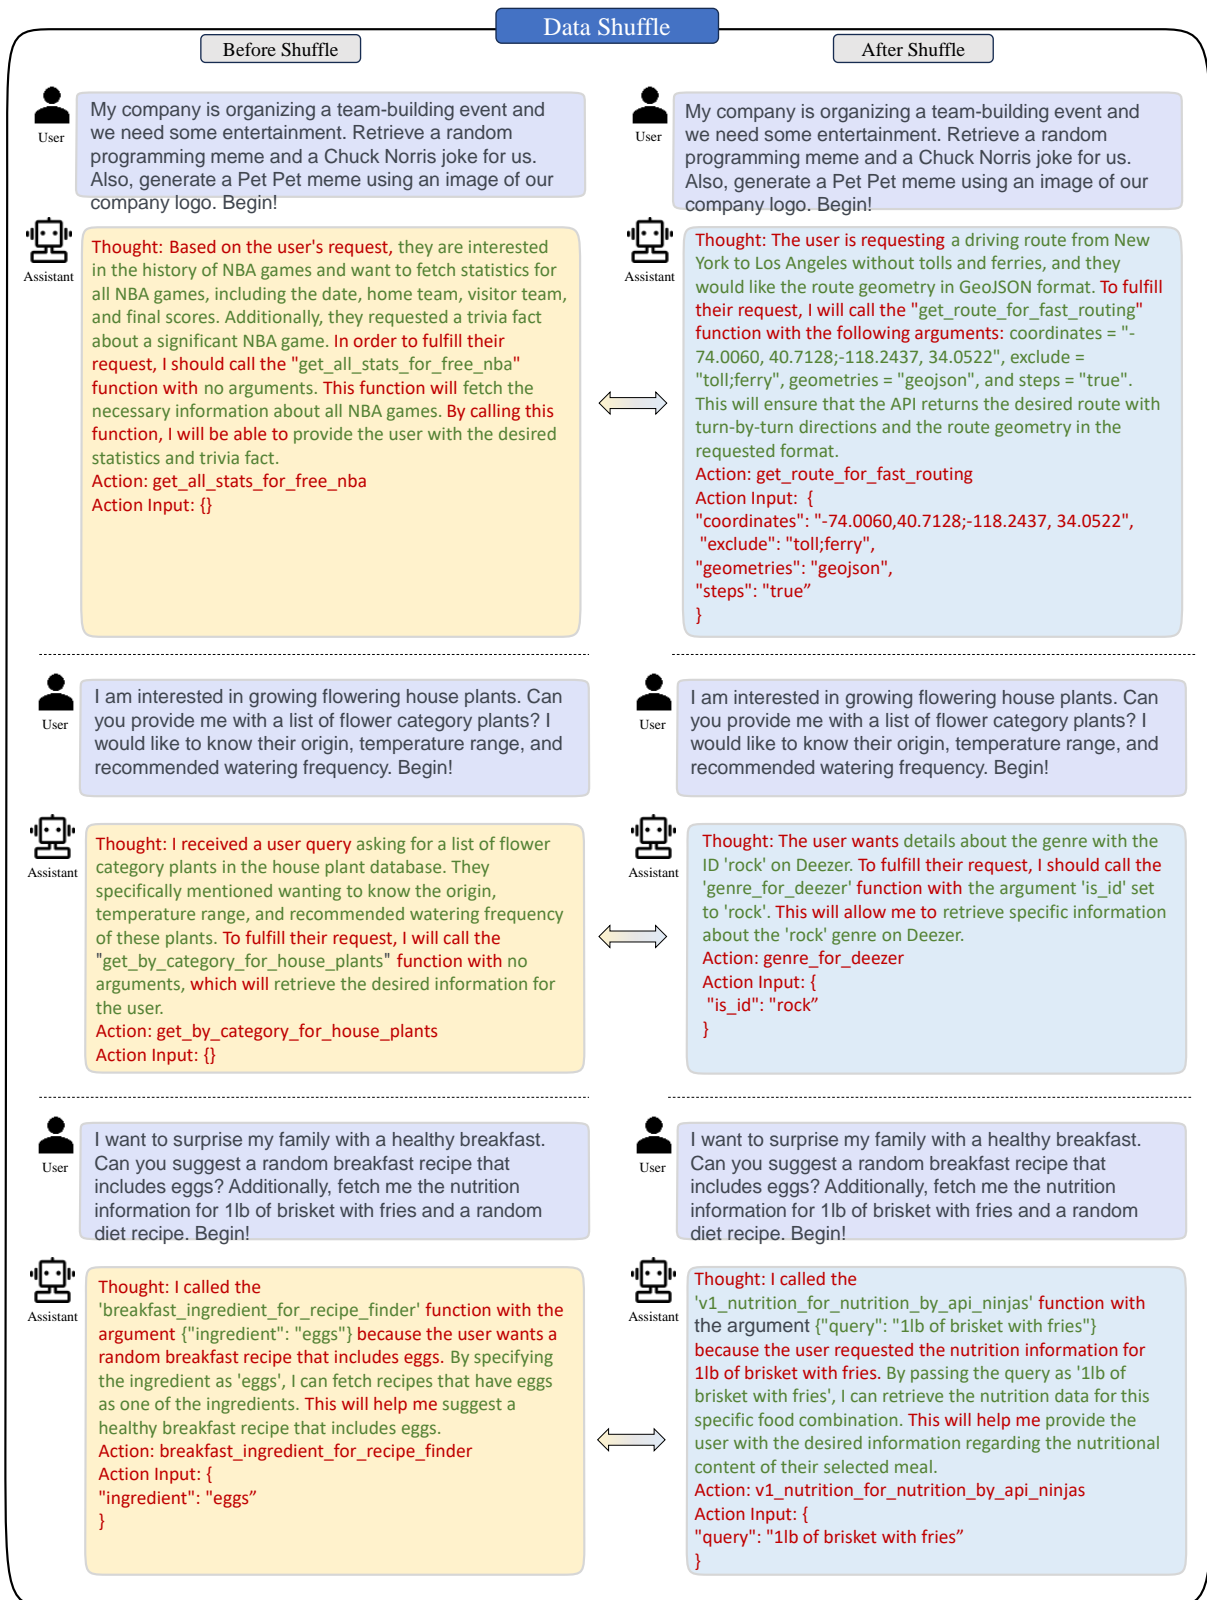 Data Shuffle
Before Shuffle
After Shuffle
User
My company is organizing a team-building event and
we need some entertainment. Retrieve a random
programming meme and a Chuck Norris joke for us.
Also, generate a Pet Pet meme using an image of our
company logo. Begin!
Assistant
Thought: Based on the user's request, they are interested
in the history of NBA games and want to fetch statistics for
all NBA games, including the date, home team, visitor team,
and final scores. Additionally, they requested a trivia fact
about a significant NBA game. In order to fulfill their
request, I should call the "get_all_stats_for_free_nba"
function with no arguments. This function will fetch the
necessary information about all NBA games. By calling this
function, I will be able to provide the user with the desired
statistics and trivia fact.
Action: get_all_stats_for_free_nba
Action Input: {}
User
My company is organizing a team-building event and
we need some entertainment. Retrieve a random
programming meme and a Chuck Norris joke for us.
Also, generate a Pet Pet meme using an image of our
company logo. Begin!
Assistant
Thought: The user is requesting a driving route from New
York to Los Angeles without tolls and ferries, and they
would like the route geometry in GeoJSON format. To fulfill
their request, I will call the "get_route_for_fast_routing"
function with the following arguments: coordinates = "-
74.0060, 40.7128;-118.2437, 34.0522", exclude =
"toll;ferry", geometries = "geojson", and steps = "true".
This will ensure that the API returns the desired route with
turn-by-turn directions and the route geometry in the
requested format.
Action: get_route_for_fast_routing
Action Input: {
"coordinates": "-74.0060,40.7128;-118.2437, 34.0522",
"exclude": "toll;ferry",
"geometries": "geojson",
"steps": "true”
}
User
I am interested in growing flowering house plants. Can
you provide me with a list of flower category plants? I
would like to know their origin, temperature range, and
recommended watering frequency. Begin!
Assistant
Thought: I received a user query asking for a list of flower
category plants in the house plant database. They
specifically mentioned wanting to know the origin,
temperature range, and recommended watering frequency
of these plants. To fulfill their request, I will call the
"get_by_category_for_house_plants" function with no
arguments, which will retrieve the desired information for
the user.
Action: get_by_category_for_house_plants
Action Input: {}
User
I am interested in growing flowering house plants. Can
you provide me with a list of flower category plants? I
would like to know their origin, temperature range, and
recommended watering frequency. Begin!
Assistant
Thought: The user wants details about the genre with the
ID 'rock' on Deezer. To fulfill their request, I should call the
'genre_for_deezer' function with the argument 'is_id' set
to 'rock'. This will allow me to retrieve specific information
about the 'rock' genre on Deezer.
Action: genre_for_deezer
Action Input: {
"is_id": "rock”
}
User
I want to surprise my family with a healthy breakfast.
Can you suggest a random breakfast recipe that
includes eggs? Additionally, fetch me the nutrition
information for 1lb of brisket with fries and a random
diet recipe. Begin!
Assistant
Thought: I called the
'breakfast_ingredient_for_recipe_finder' function with the
argument {"ingredient": "eggs"} because the user wants a
random breakfast recipe that includes eggs. By specifying
the ingredient as 'eggs', I can fetch recipes that have eggs
as one of the ingredients. This will help me suggest a
healthy breakfast recipe that includes eggs.
Action: breakfast_ingredient_for_recipe_finder
Action Input: {
"ingredient": "eggs”
}
User
I want to surprise my family with a healthy breakfast.
Can you suggest a random breakfast recipe that
includes eggs? Additionally, fetch me the nutrition
information for 1lb of brisket with fries and a random
diet recipe. Begin!
Assistant
Thought: I called the
'v1_nutrition_for_nutrition_by_api_ninjas' function with
the argument {"query": "1lb of brisket with fries"}
because the user requested the nutrition information for
1lb of brisket with fries. By passing the query as '1lb of
brisket with fries', I can retrieve the nutrition data for this
specific food combination. This will help me provide the
user with the desired information regarding the nutritional
content of their selected meal.
Action: v1_nutrition_for_nutrition_by_api_ninjas
Action Input: {
"query": "1lb of brisket with fries”
}